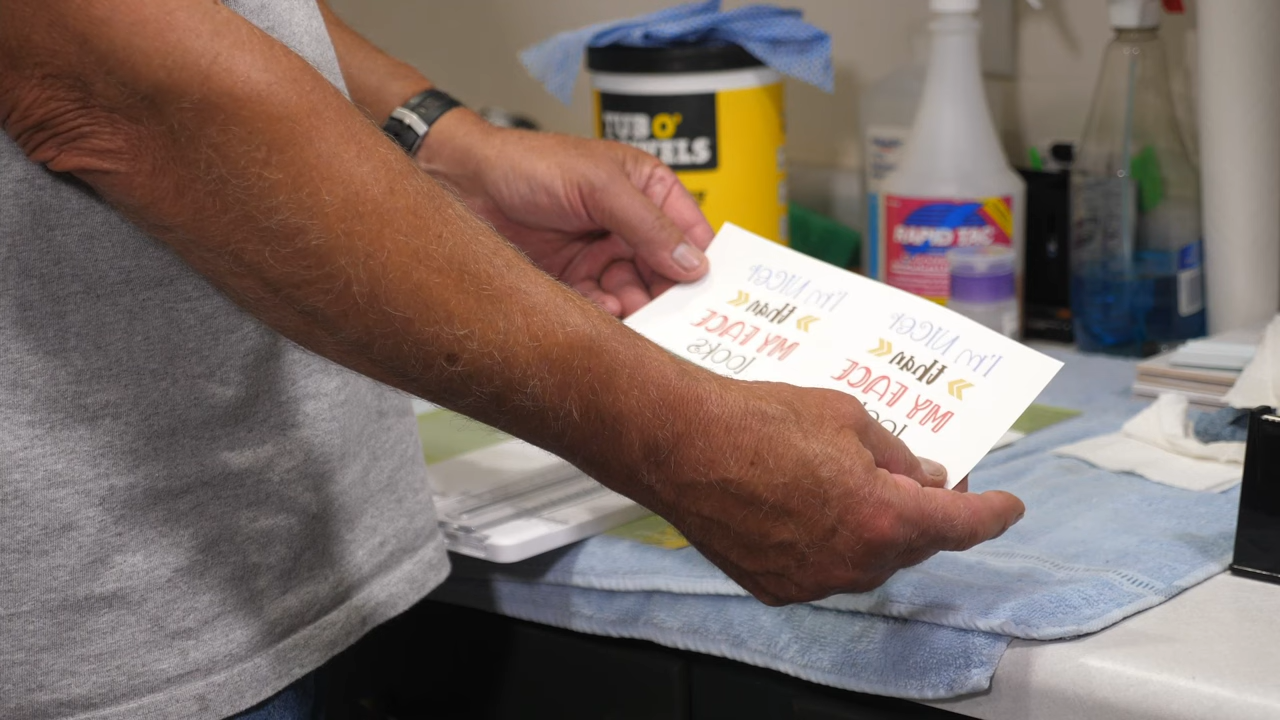 TUB O'
TOWELS
RAPID TAC
I'm NICER
than
MY FACE
looks
I'm NICER
than
MY FACE